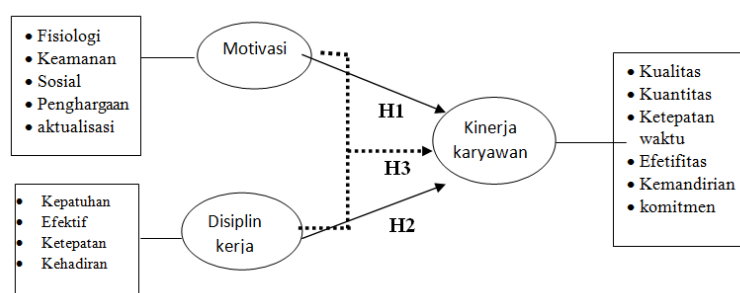 • Fisiologi
• Keamanan
• Sosial
• Penghargaan
• aktualisasi
Motivasi
H1
H3
H2
Kinerja
karyawan
• Kualitas
• Kuantitas
• Ketepatan
waktu
• Efetifitas
• Kemandirian
• komitmen
• Kepatuhan
• Efektif
• Ketepatan
• Kehadiran
Disiplin
kerja